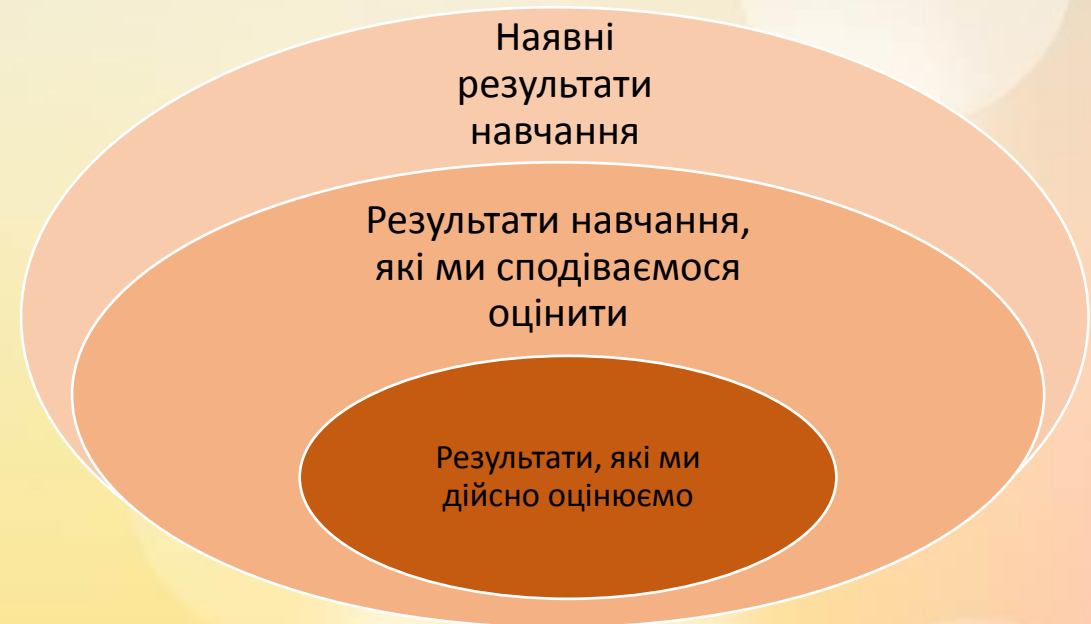 Наявні
результати
навчання
Результати навчання,
які ми сподіваємося
оцінити
Результати, які ми
дійсно оцінюємо